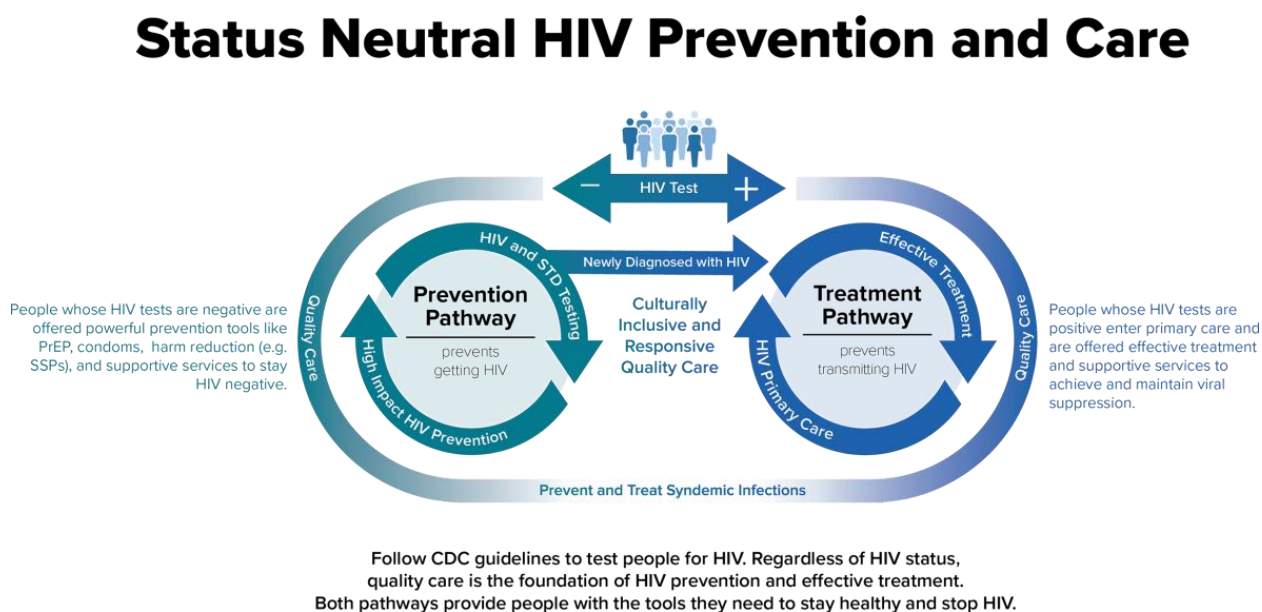 Status Neutral HIV Prevention and Care
− HIV Test +
Newly Diagnosed with HIV
HIV and STD Testing
High Impact HIV Prevention
Prevention
Pathway
prevents
getting HIV
Culturally
Inclusive and
Responsive
Quality Care
Effective Treatment
HIV Primary Care
Treatment
Pathway
prevents
transmitting HIV
Quality Care
Quality Care
People whose HIV tests are negative are
offered powerful prevention tools like
PrEP, condoms, harm reduction (e.g.
SSPs), and supportive services to stay
HIV negative.
People whose HIV tests are
positive enter primary care and
are offered effective treatment
and supportive services to
achieve and maintain viral
suppression.
Prevent and Treat Syndemic Infections
Follow CDC guidelines to test people for HIV. Regardless of HIV status,
quality care is the foundation of HIV prevention and effective treatment.
Both pathways provide people with the tools they need to stay healthy and stop HIV.